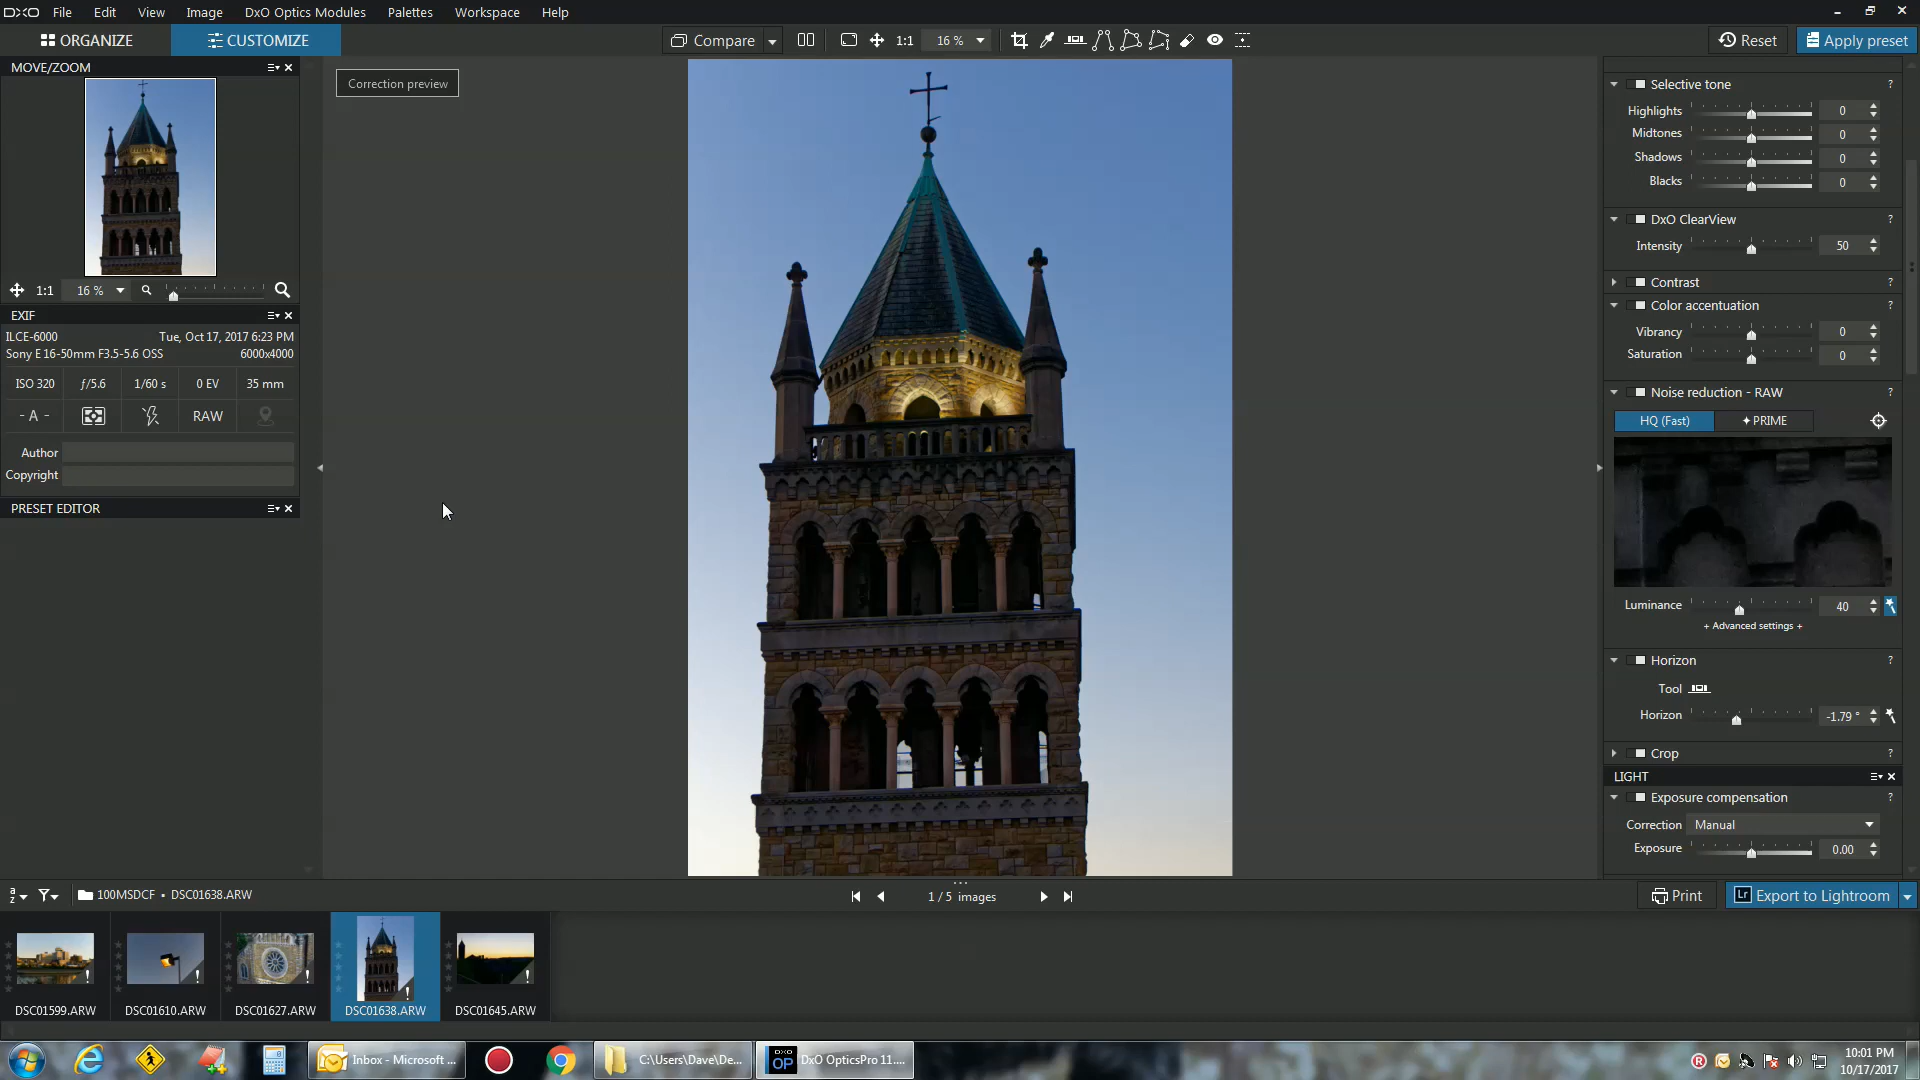 DXO File Edit View Image DxO Optics Modules Palettes Workspace Help
ORGANIZE CUSTOMIZE Compare 1:1 16 % Reset Apply preset
MOVE/ZOOM
Correction preview
1:1 16 %
EXIF
ILCE-6000 Tue, Oct 17, 2017 6:23 PM
Sony E 16-50mm F3.5-5.6 OSS 6000x4000
ISO 320 ƒ/5.6 1/60 s 0 EV 35 mm
- A - RAW
Author
Copyright
PRESET EDITOR
Selective tone ?
Highlights 0
Midtones 0
Shadows 0
Blacks 0
DxO ClearView ?
Intensity 50
Contrast ?
Color accentuation ?
Vibrancy 0
Saturation 0
Noise reduction - RAW ?
HQ (Fast) PRIME
Luminance 40
+ Advanced settings +
Horizon ?
Tool
Horizon -1.79 °
Crop ?
LIGHT
Exposure compensation ?
Correction Manual
Exposure 0.00
a z 100MSDCF • DSC01638.ARW 1 / 5 images Print Lr Export to Lightroom
DSC01599.ARW DSC01610.ARW DSC01627.ARW DSC01638.ARW DSC01645.ARW
Inbox - Microsoft ... C:\Users\Dave\De... DXO OP DxO OpticsPro 11....
10:01 PM
10/17/2017